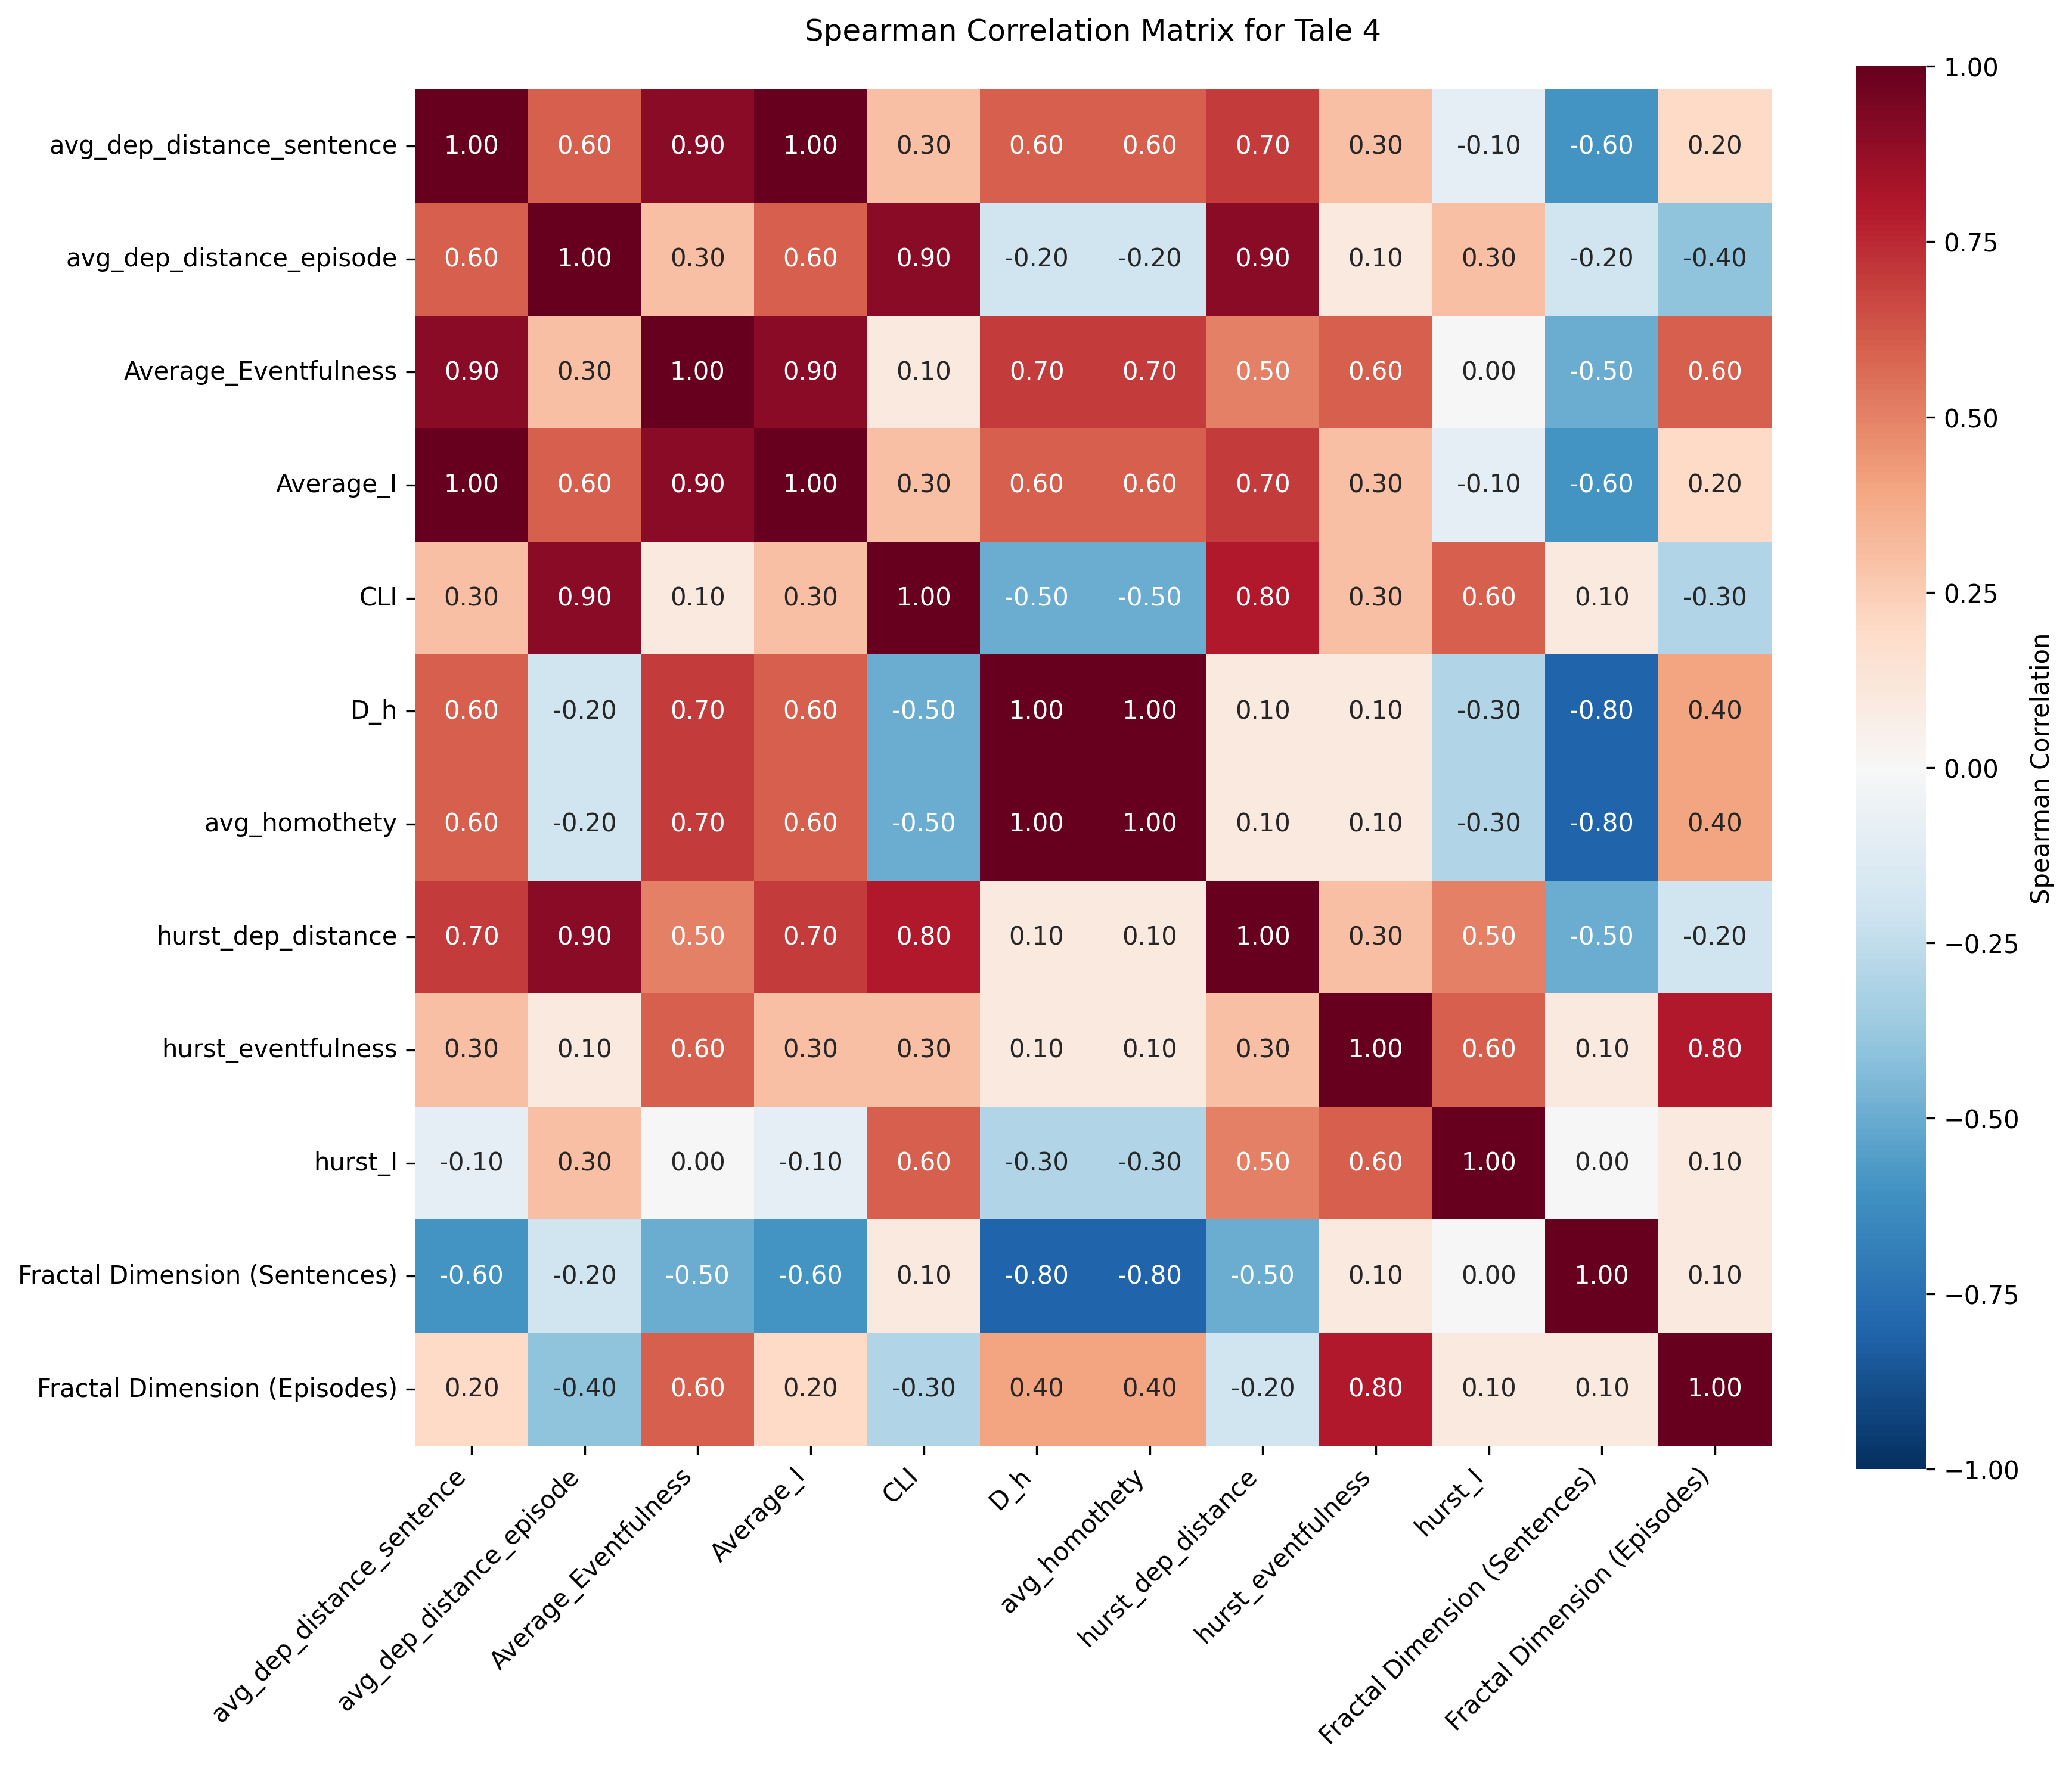 Spearman Correlation Matrix for Tale 4
avg_dep_distance_sentence 1.00 0.60 0.90 1.00 0.30 0.60 0.60 0.70 0.30 -0.10 -0.60 0.20
avg_dep_distance_episode 0.60 1.00 0.30 0.60 0.90 -0.20 -0.20 0.90 0.10 0.30 -0.20 -0.40
Average_Eventfulness 0.90 0.30 1.00 0.90 0.10 0.70 0.70 0.50 0.60 0.00 -0.50 0.60
Average_I 1.00 0.60 0.90 1.00 0.30 0.60 0.60 0.70 0.30 -0.10 -0.60 0.20
CLI 0.30 0.90 0.10 0.30 1.00 -0.50 -0.50 0.80 0.30 0.60 0.10 -0.30
D_h 0.60 -0.20 0.70 0.60 -0.50 1.00 1.00 0.10 0.10 -0.30 -0.80 0.40
avg_homothety 0.60 -0.20 0.70 0.60 -0.50 1.00 1.00 0.10 0.10 -0.30 -0.80 0.40
hurst_dep_distance 0.70 0.90 0.50 0.70 0.80 0.10 0.10 1.00 0.30 0.50 -0.50 -0.20
hurst_eventfulness 0.30 0.10 0.60 0.30 0.30 0.10 0.10 0.30 1.00 0.60 0.10 0.80
hurst_I -0.10 0.30 0.00 -0.10 0.60 -0.30 -0.30 0.50 0.60 1.00 0.00 0.10
Fractal Dimension (Sentences) -0.60 -0.20 -0.50 -0.60 0.10 -0.80 -0.80 -0.50 0.10 0.00 1.00 0.10
Fractal Dimension (Episodes) 0.20 -0.40 0.60 0.20 -0.30 0.40 0.40 -0.20 0.80 0.10 0.10 1.00
avg_dep_distance_sentence
avg_dep_distance_episode
Average_Eventfulness
Average_I
CLI
D_h
avg_homothety
hurst_dep_distance
hurst_eventfulness
hurst_I
Fractal Dimension (Sentences)
Fractal Dimension (Episodes)
1.00
0.75
0.50
0.25
0.00
−0.25
−0.50
−0.75
−1.00
Spearman Correlation